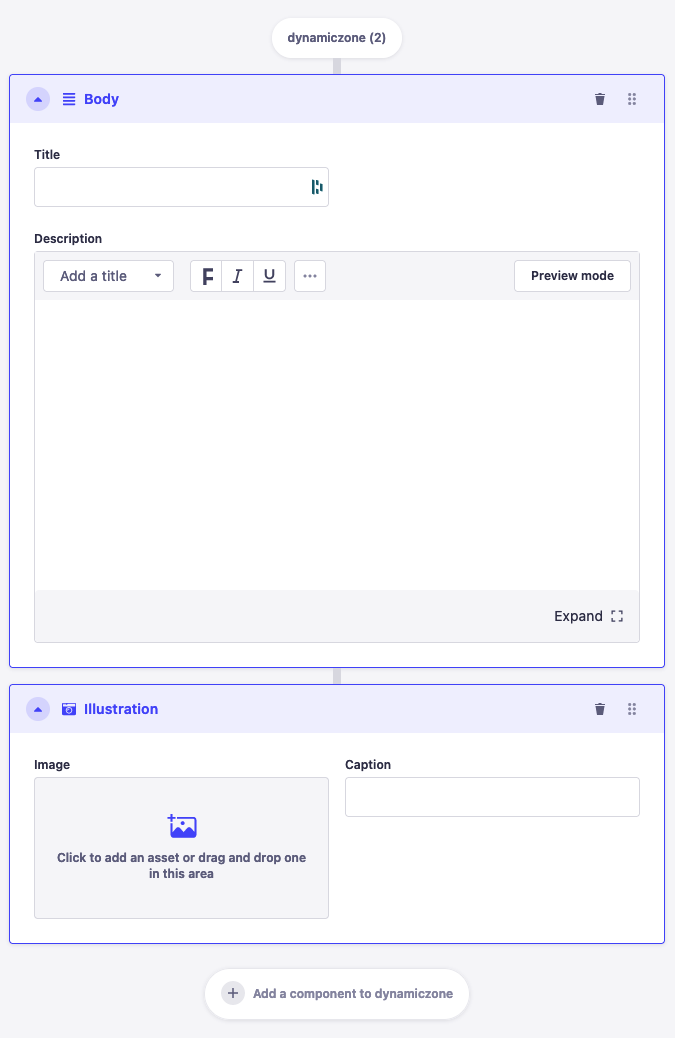 dynamiczone (2)
Body
Title
Description
Add a title
F I U
Preview mode
Expand
Illustration
Image
Caption
Click to add an asset or drag and drop one
in this area
Add a component to dynamiczone